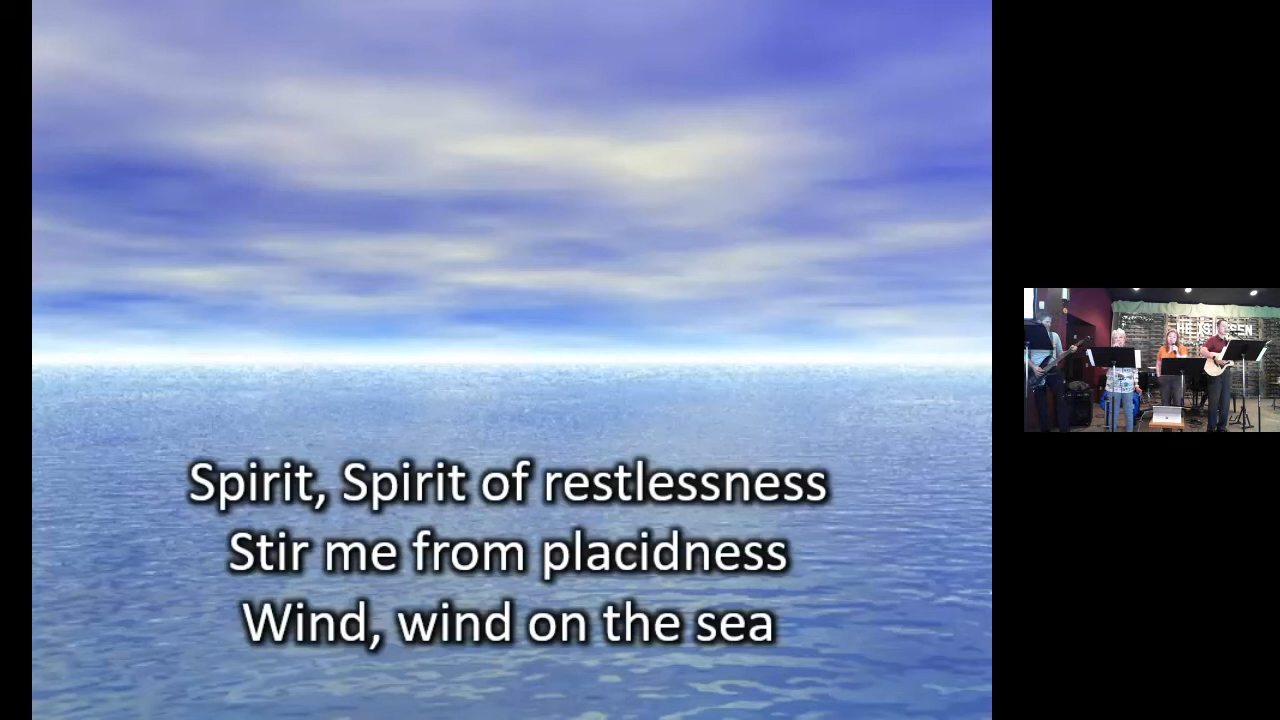 Spirit, Spirit of restlessness
Stir me from placidness
Wind, wind on the sea